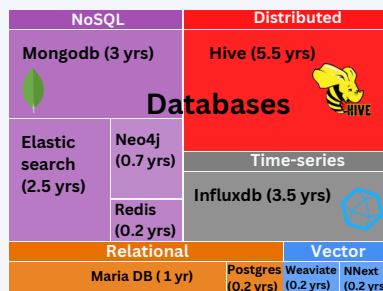 NoSQL
Distributed
Mongodb (3 yrs)
Hive (5.5 yrs)
HIVE
Databases
Elastic
search
(2.5 yrs)
Neo4j
(0.7 yrs)
Redis
(0.2 yrs)
Time-series
Influxdb (3.5 yrs)
Relational
Vector
Maria DB ( 1 yr)
Postgres
(0.2 yrs)
Weaviate
(0.2 yrs)
NNext
(0.2 yrs)